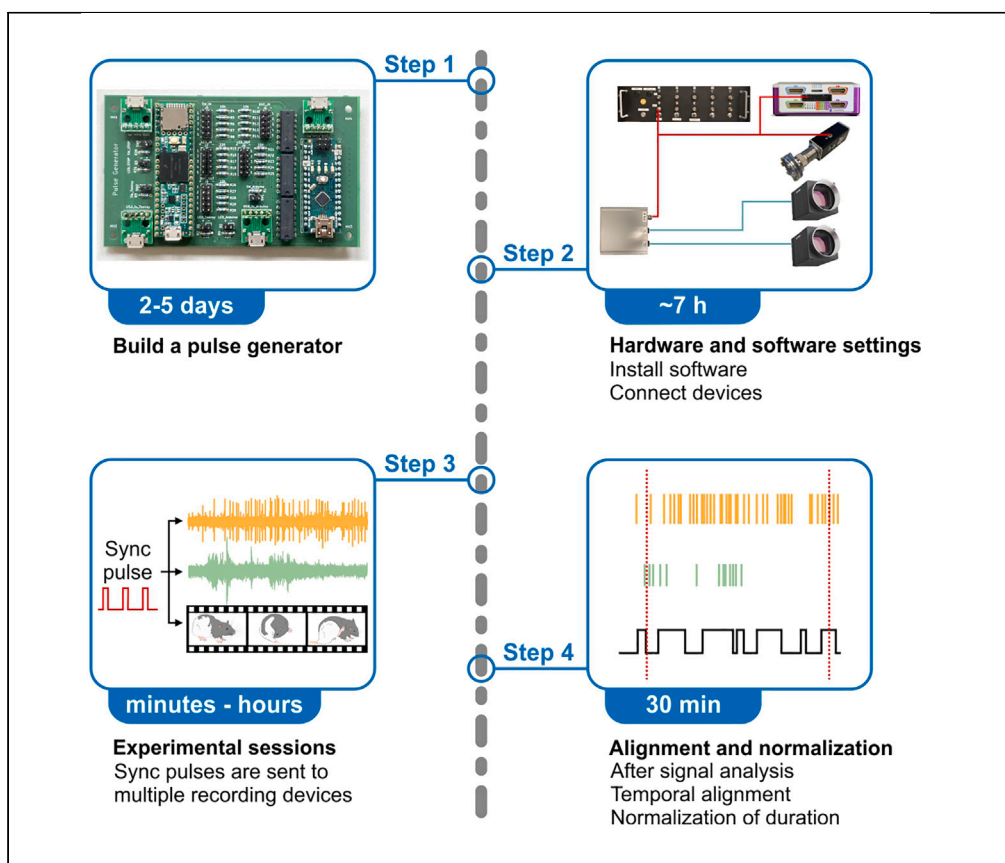 Step 1
2-5 days
Build a pulse generator
Pulse Generator
Step 2
~7 h
Hardware and software settings
Install software
Connect devices
Step 3
Sync
pulse
minutes - hours
Experimental sessions
Sync pulses are sent to
multiple recording devices
Step 4
30 min
Alignment and normalization
After signal analysis
Temporal alignment
Normalization of duration